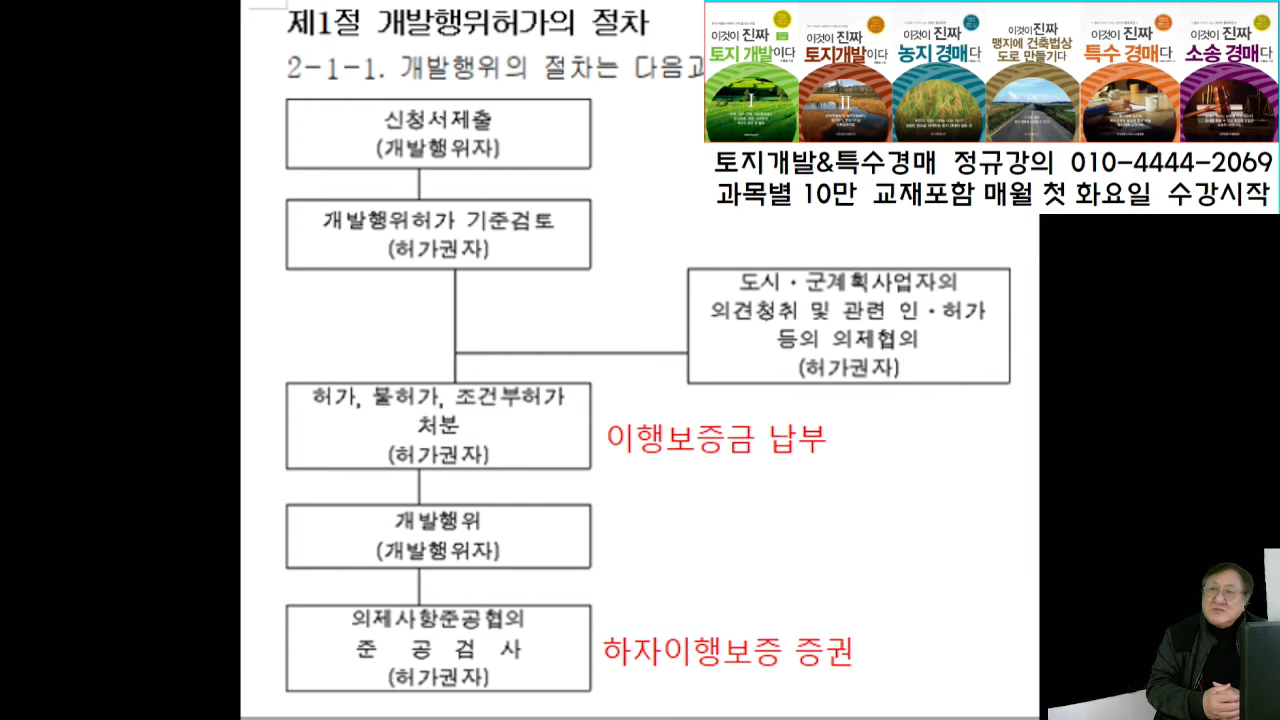 제1절 개발행위허가의 절차
2-1-1. 개발행위의 절차는 다음과
신청서제출
(개발행위자)
개발행위허가 기준검토
(허가권자)
도시·군계획사업자의
의견청취 및 관련 인·허가
등의 의제협의
(허가권자)
허가, 불허가, 조건부허가
처분
(허가권자)
이행보증금 납부
개발행위
(개발행위자)
의제사항준공협의
준 공 검 사
(허가권자)
하자이행보증 증권
이것이 진짜
토지 개발이다
I
이것이 진짜
토지개발이다
II
이것이 진짜
농지 경매다
이것이 진짜
맹지에 건축법상
도로 만들기다
이것이 진짜
특수 경매다
이것이 진짜
소송 경매다
토지개발&특수경매 정규강의 010-4444-2069
과목별 10만 교재포함 매월 첫 화요일 수강시작